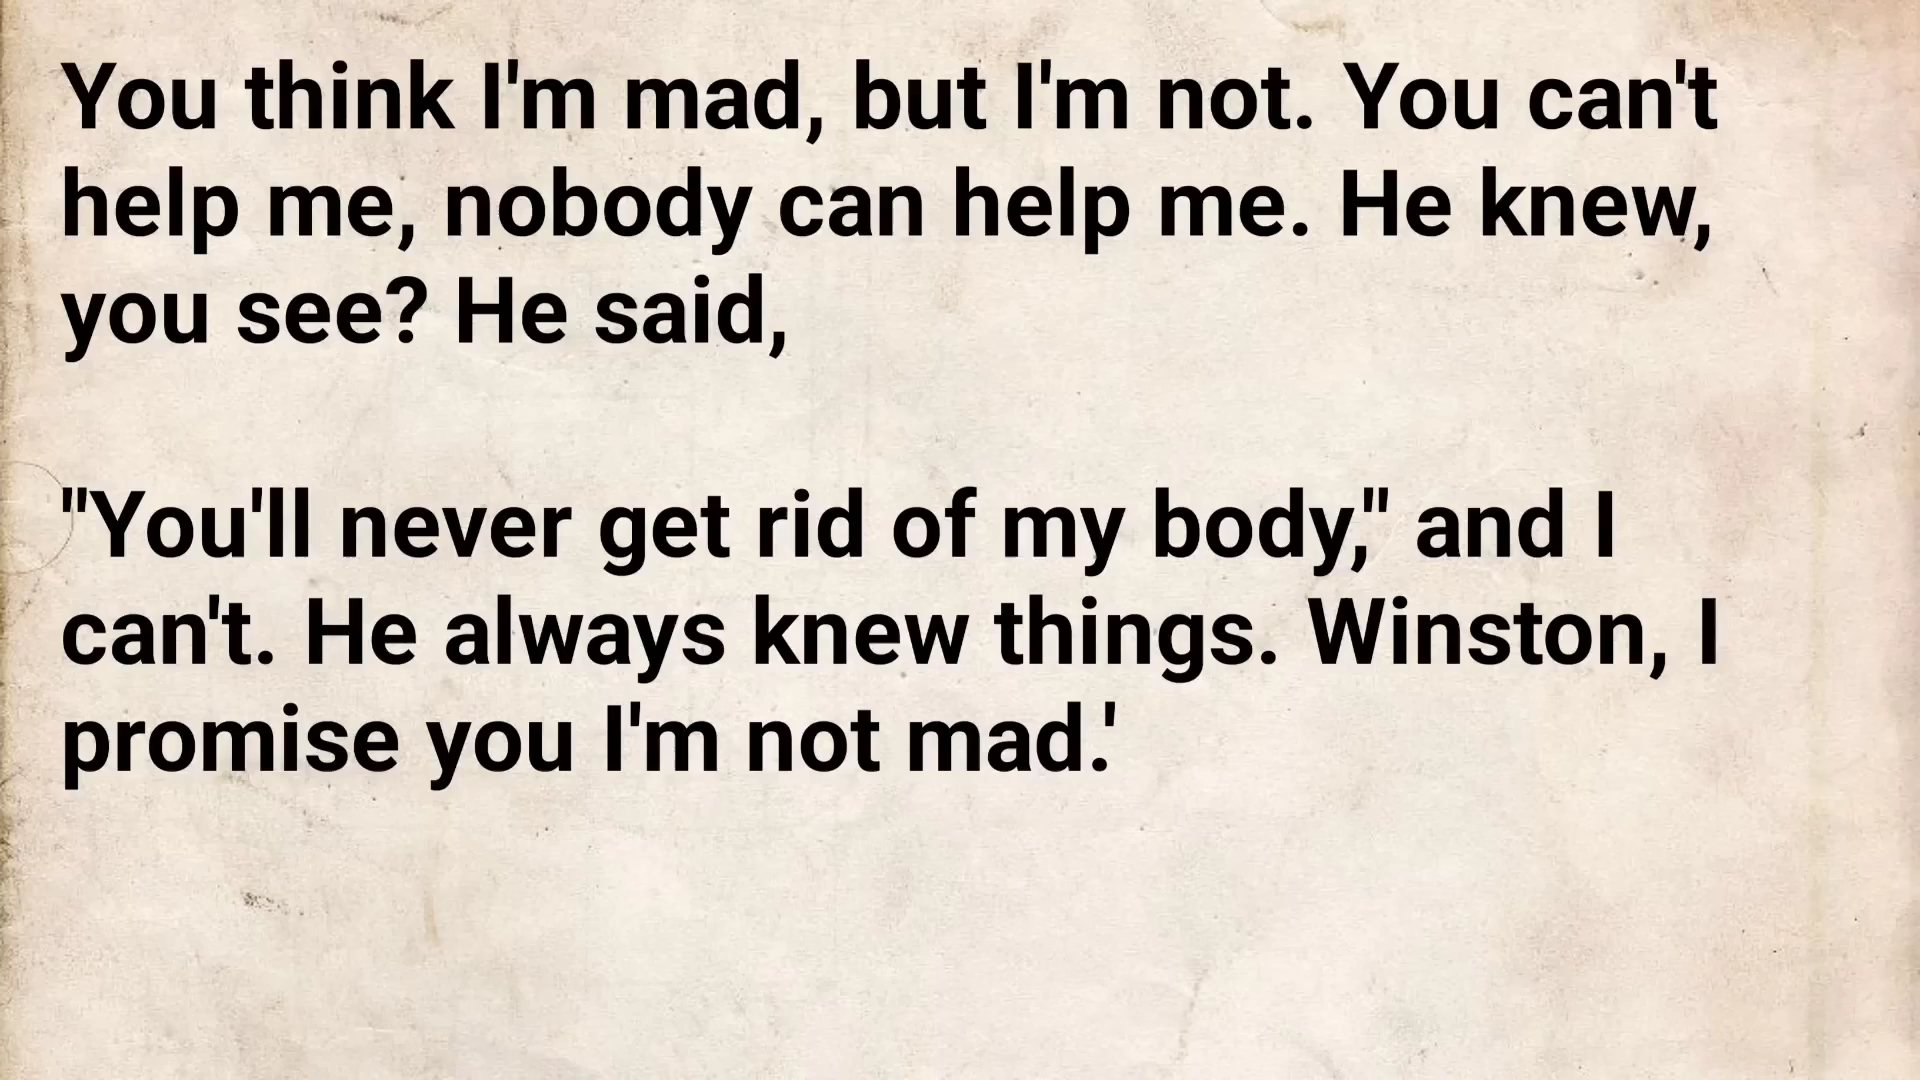 You think I'm mad, but I'm not. You can't
help me, nobody can help me. He knew,
you see? He said,
"You'll never get rid of my body," and I
can't. He always knew things. Winston, I
promise you I'm not mad.'